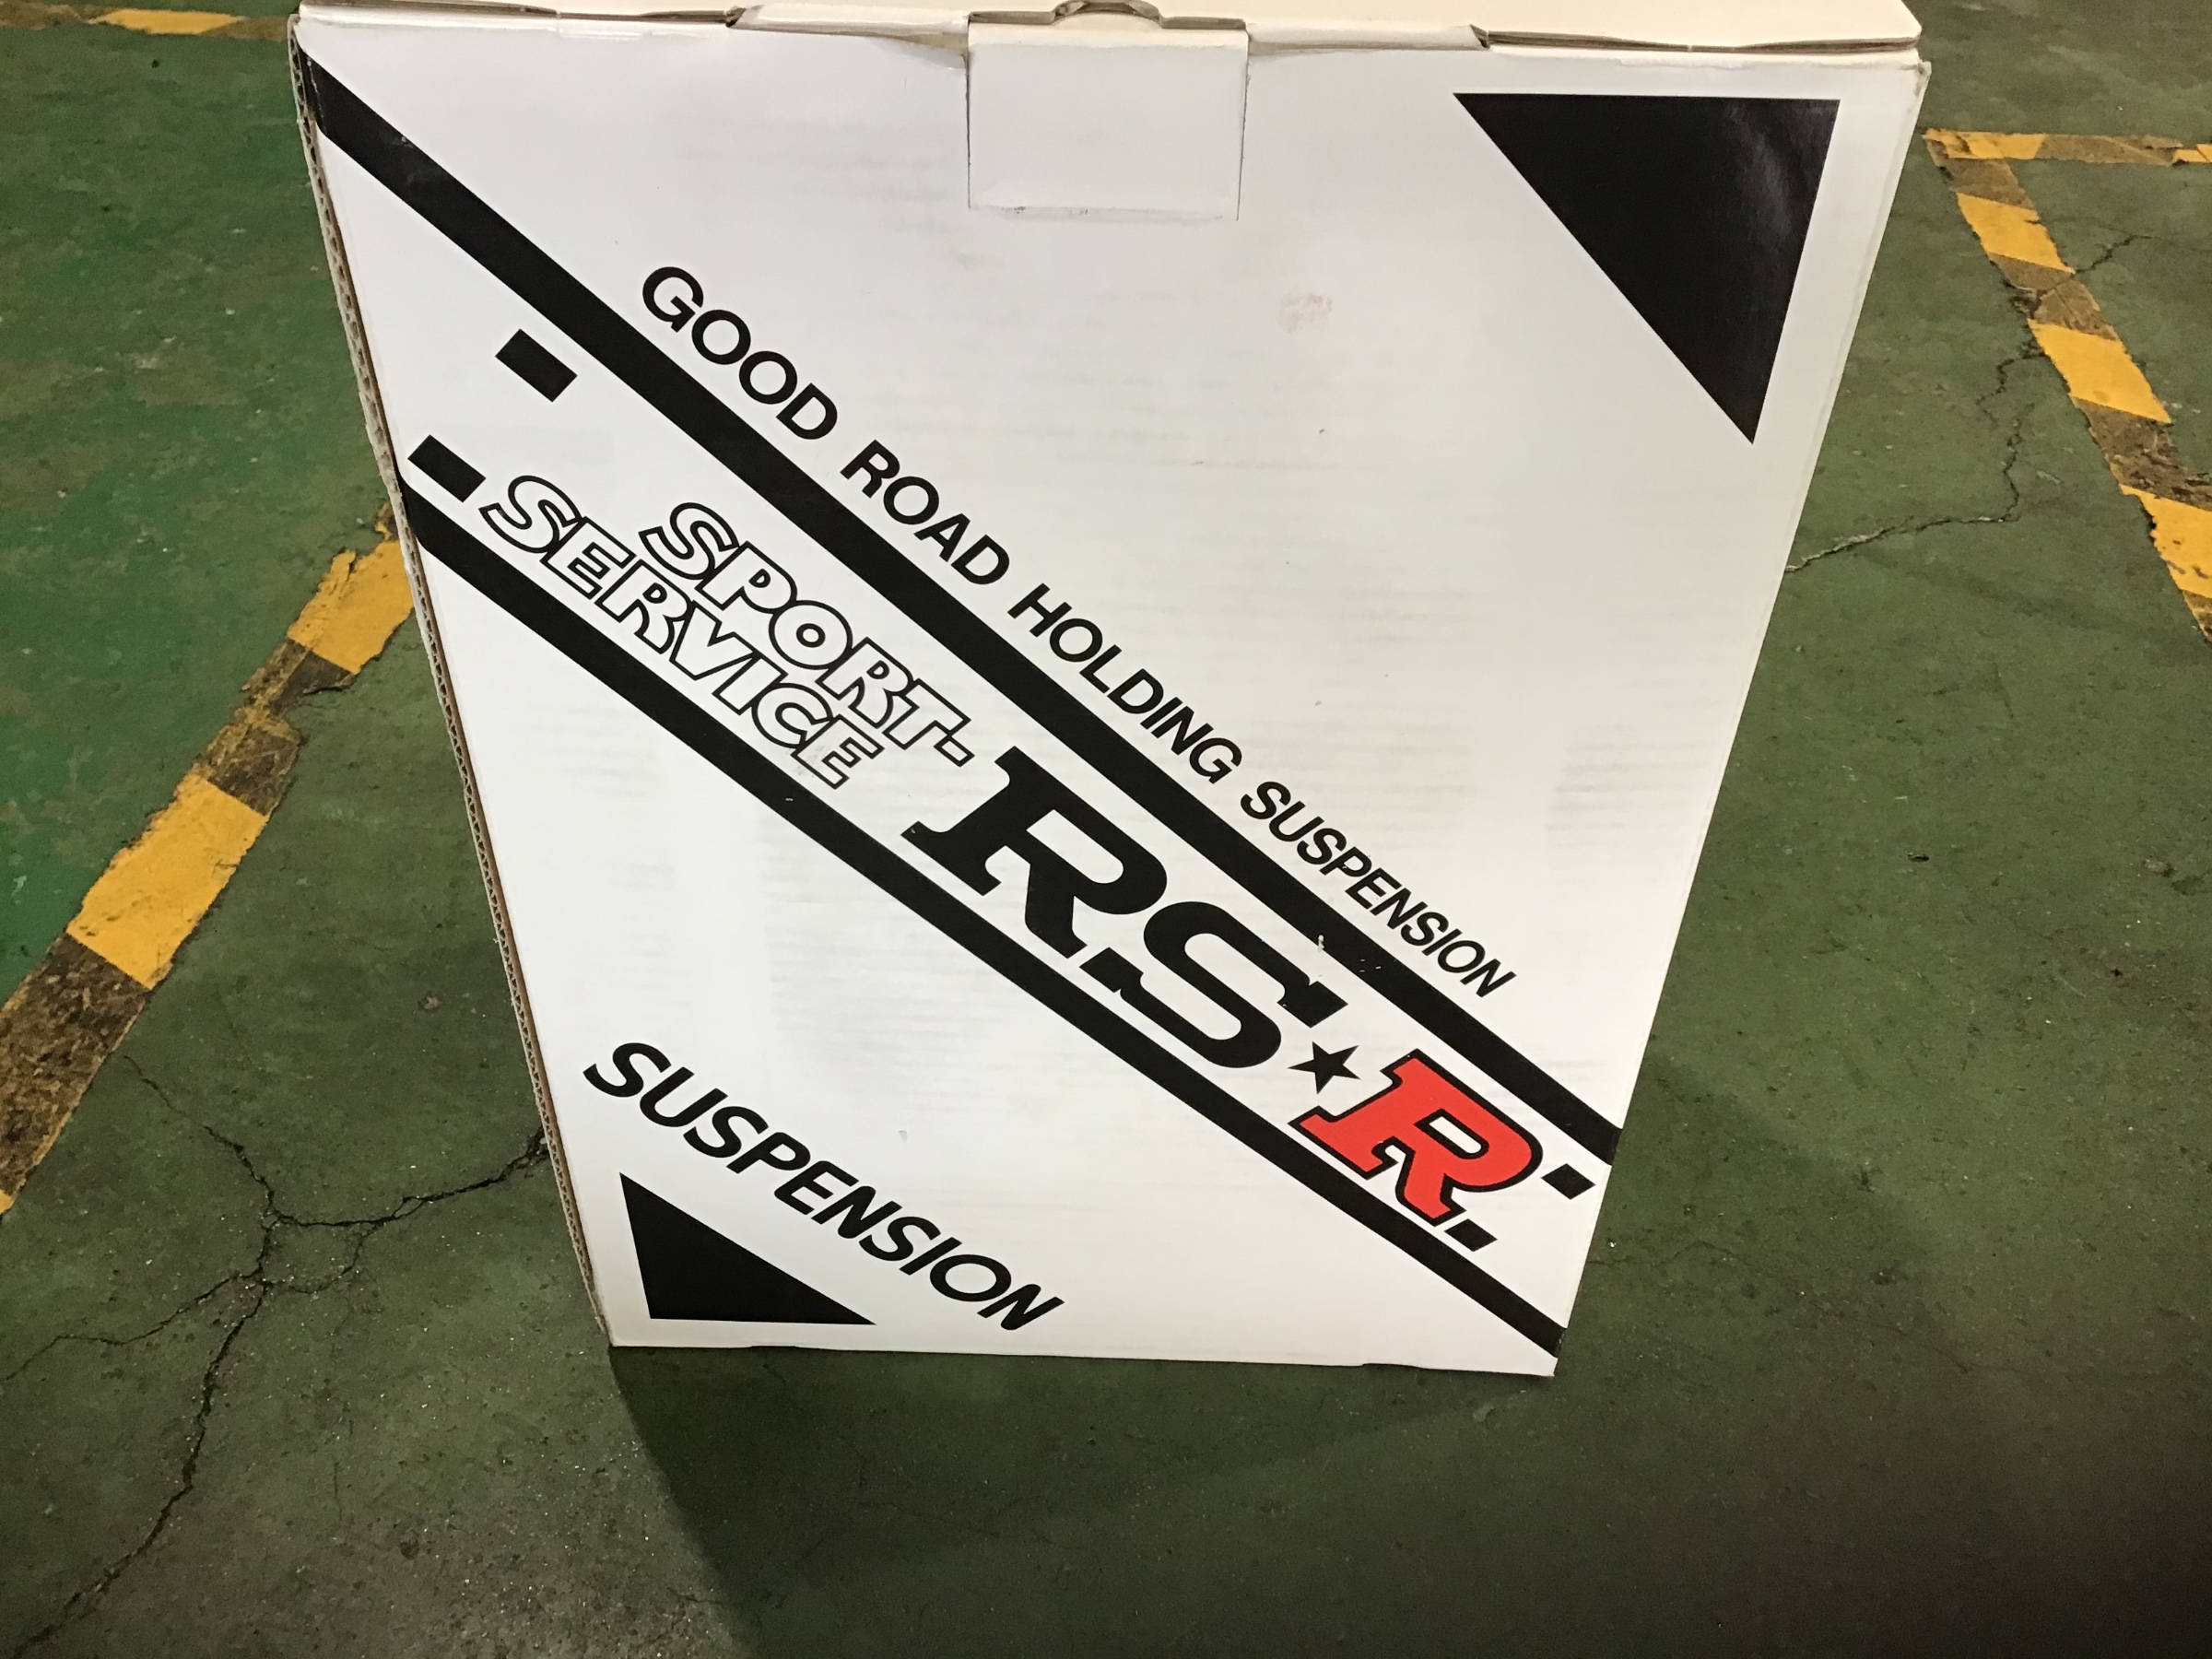 GOOD ROAD HOLDING SUSPENSION
SPORT-
SERVICE
RS★R
SUSPENSION